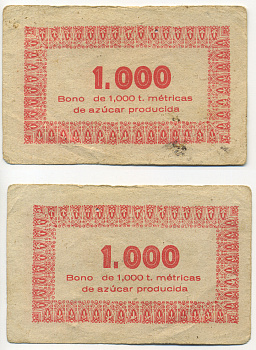 1.000
Bono de 1,000 t. métricas
de azúcar producida
1.000
Bono de 1,000 t. métricas
de azúcar producida